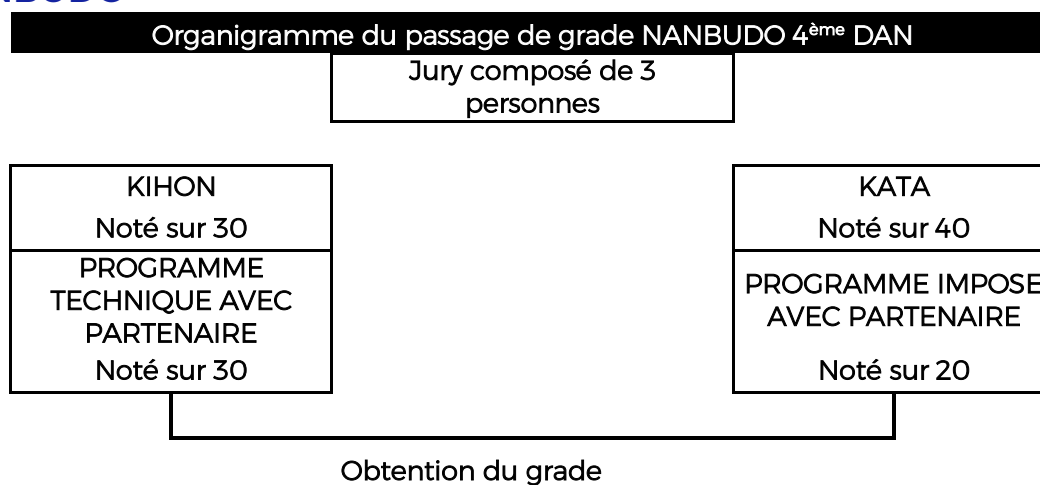 Organigramme du passage de grade NANBUDO 4ème DAN
Jury composé de 3
personnes
KIHON
Noté sur 30
PROGRAMME
TECHNIQUE AVEC
PARTENAIRE
Noté sur 30
KATA
Noté sur 40
PROGRAMME IMPOSE
AVEC PARTENAIRE
Noté sur 20
Obtention du grade